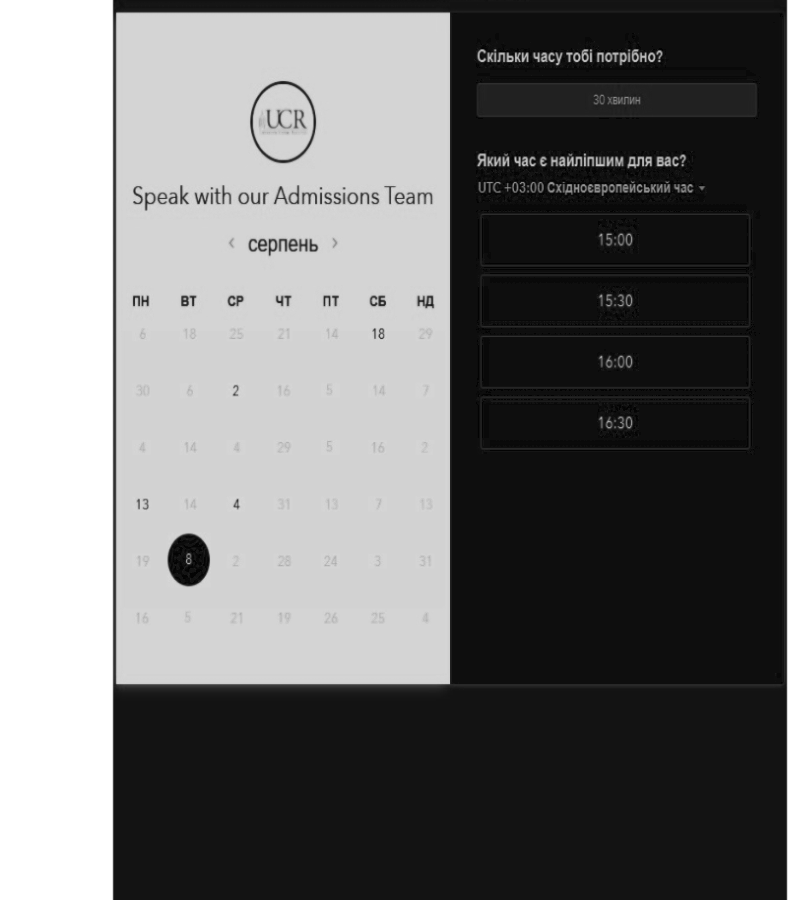 UCR
Speak with our Admissions Team
серпень
ПН ВТ СР ЧТ ПТ СБ НД
6 18 25 21 14 18 29
30 6 2 16 5 14 7
4 14 4 29 5 16 2
13 14 4 31 13 7 13
19 8 2 28 24 3 31
16 5 21 19 26 25 4
Скільки часу тобі потрібно?
30 хвилин
Який час є найліпшим для вас?
UTC +03:00 Східноєвропейський час
15:00
15:30
16:00
16:30